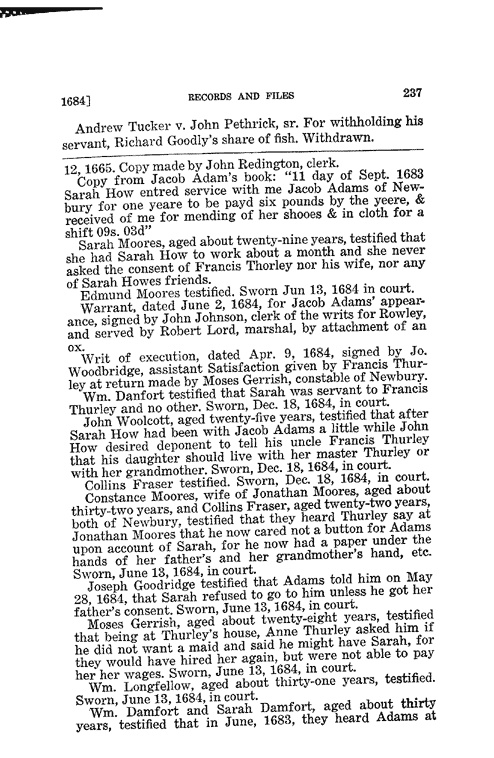 1684]
RECORDS AND FILES
237
Andrew Tucker v. John Pethrick, sr. For withholding his
servant, Richard Goodly's share of fish. Withdrawn.
12, 1665. Copy made by John Redington, clerk.
Copy from Jacob Adam's book: "11 day of Sept. 1683
Sarah How entred service with me Jacob Adams of New-
bury for one yeare to be payd six pounds by the yeere, &
received of me for mending of her shooes & in cloth for a
shift 09s. 03d"
Sarah Moores, aged about twenty-nine years, testified that
she had Sarah How to work about a month and she never
asked the consent of Francis Thorley nor his wife, nor any
of Sarah Howes friends.
Edmund Moores testified. Sworn Jun 13, 1684 in court.
Warrant, dated June 2, 1684, for Jacob Adams' appear-
ance, signed by John Johnson, clerk of the writs for Rowley,
and served by Robert Lord, marshal, by attachment of an
ox.
Writ of execution, dated Apr. 9, 1684, signed by Jo.
Woodbridge, assistant Satisfaction given by Francis Thur-
ley at return made by Moses Gerrish, constable of Newbury.
Wm. Danfort testified that Sarah was servant to Francis
Thurley and no other. Sworn, Dec. 18, 1684, in court.
John Woolcott, aged twenty-five years, testified that after
Sarah How had been with Jacob Adams a little while John
How desired deponent to tell his uncle Francis Thurley
that his daughter should live with her master Thurley or
with her grandmother. Sworn, Dec. 18, 1684, in court.
Collins Fraser testified. Sworn, Dec. 18, 1684, in court.
Constance Moores, wife of Jonathan Moores, aged about
thirty-two years, and Collins Fraser, aged twenty-two years,
both of Newbury, testified that they heard Thurley say at
Jonathan Moores that he now cared not a button for Adams
upon account of Sarah, for he now had a paper under the
hands of her father's and her grandmother's hand, etc.
Sworn, June 13, 1684, in court.
Joseph Goodridge testified that Adams told him on May
28, 1684, that Sarah refused to go to him unless he got her
father's consent. Sworn, June 13, 1684, in court.
Moses Gerrish, aged about twenty-eight years, testified
that being at Thurley's house, Anne Thurley asked him if
he did not want a maid and said he might have Sarah, for
they would have hired her again, but were not able to pay
her her wages. Sworn, June 13, 1684, in court.
Wm. Longfellow, aged about thirty-one years, testified.
Sworn, June 13, 1684, in court.
Wm. Damfort and Sarah Damfort, aged about thirty
years, testified that in June, 1683, they heard Adams at